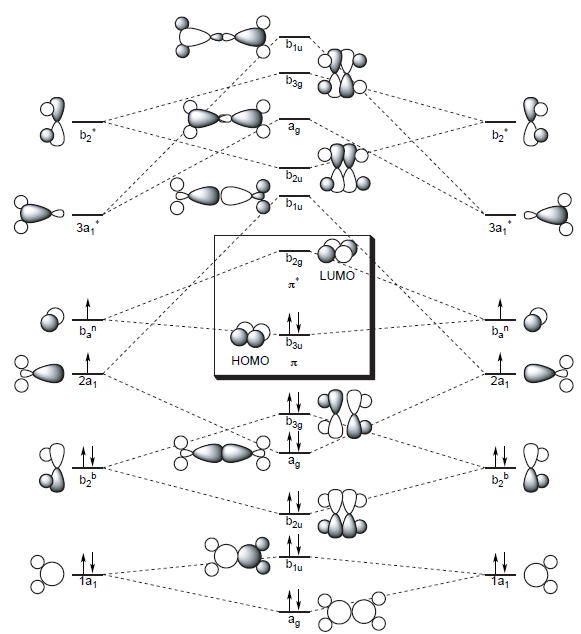 b₁ᵤ
b₃g
b₂* b₂*
ag
b₂ᵤ
b₁ᵤ
3a₁* 3a₁*
b₂g
LUMO
π*
baⁿ baⁿ
b₃ᵤ
HOMO
π
2a₁ 2a₁
b₃g
ag
b₂ᵇ b₂ᵇ
b₂ᵤ
b₁ᵤ
1a₁ 1a₁
ag